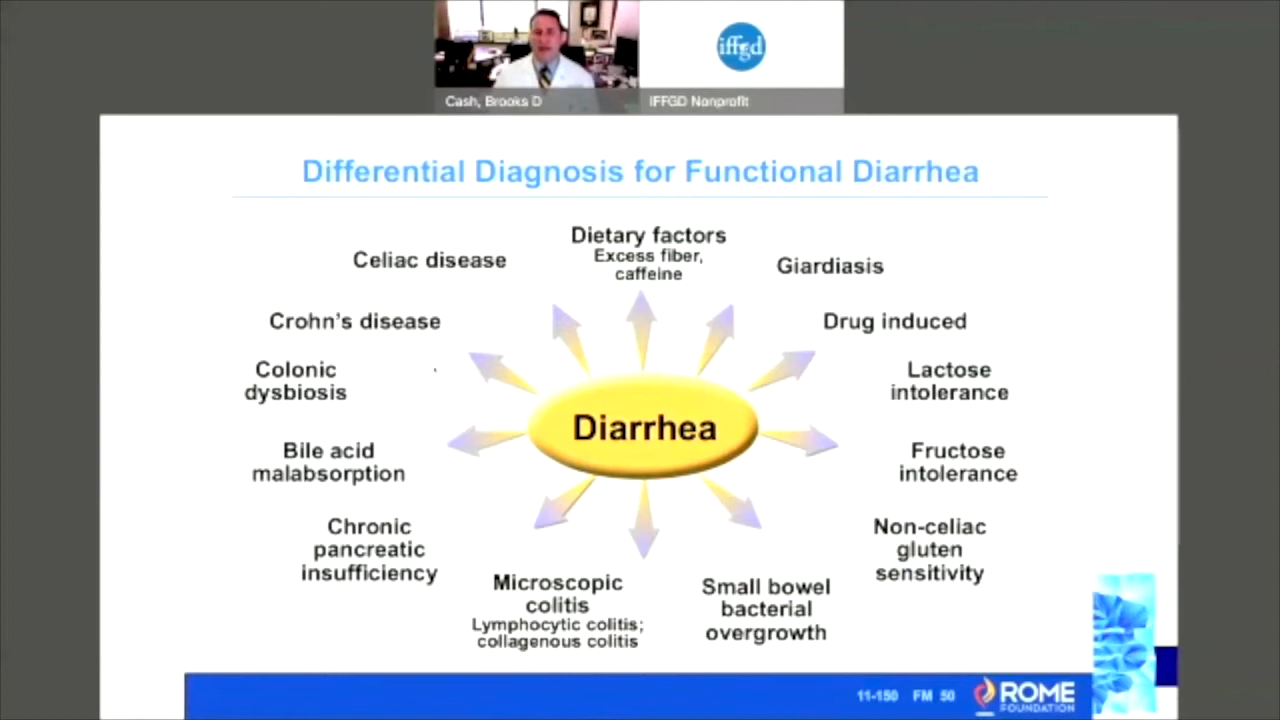 iffgd
Cash, Brooks D
IFFGD Nonprofit
Differential Diagnosis for Functional Diarrhea
Dietary factors
Excess fiber,
caffeine
Celiac disease
Giardiasis
Crohn's disease
Drug induced
Colonic
dysbiosis
Lactose
intolerance
Diarrhea
Bile acid
malabsorption
Fructose
intolerance
Chronic
pancreatic
insufficiency
Non-celiac
gluten
sensitivity
Microscopic
colitis
Lymphocytic colitis;
collagenous colitis
Small bowel
bacterial
overgrowth
11-150 FM 50
ROME
FOUNDATION